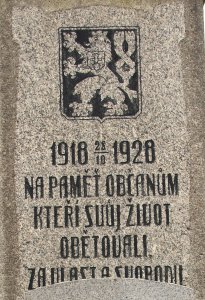 1918 28/10 1928
NA PAMĚŤ OBČANŮM
KTEŘÍ SVŮJ ŽIVOT
OBĚTOVALI.
ZA VLAST A SVOBODU.